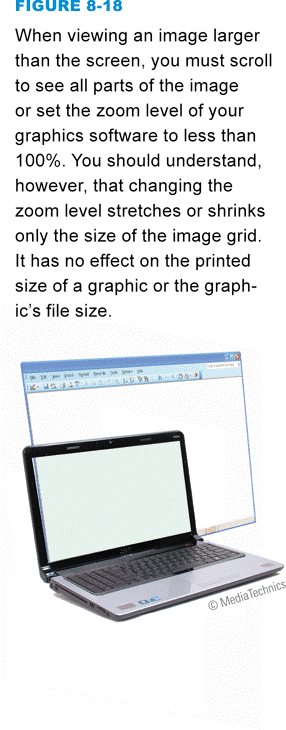 FIGURE 8-18
When viewing an image larger
than the screen, you must scroll
to see all parts of the image
or set the zoom level of your
graphics software to less than
100%. You should understand,
however, that changing the
zoom level stretches or shrinks
only the size of the image grid.
It has no effect on the printed
size of a graphic or the graph-
ic's file size.
© MediaTechnics